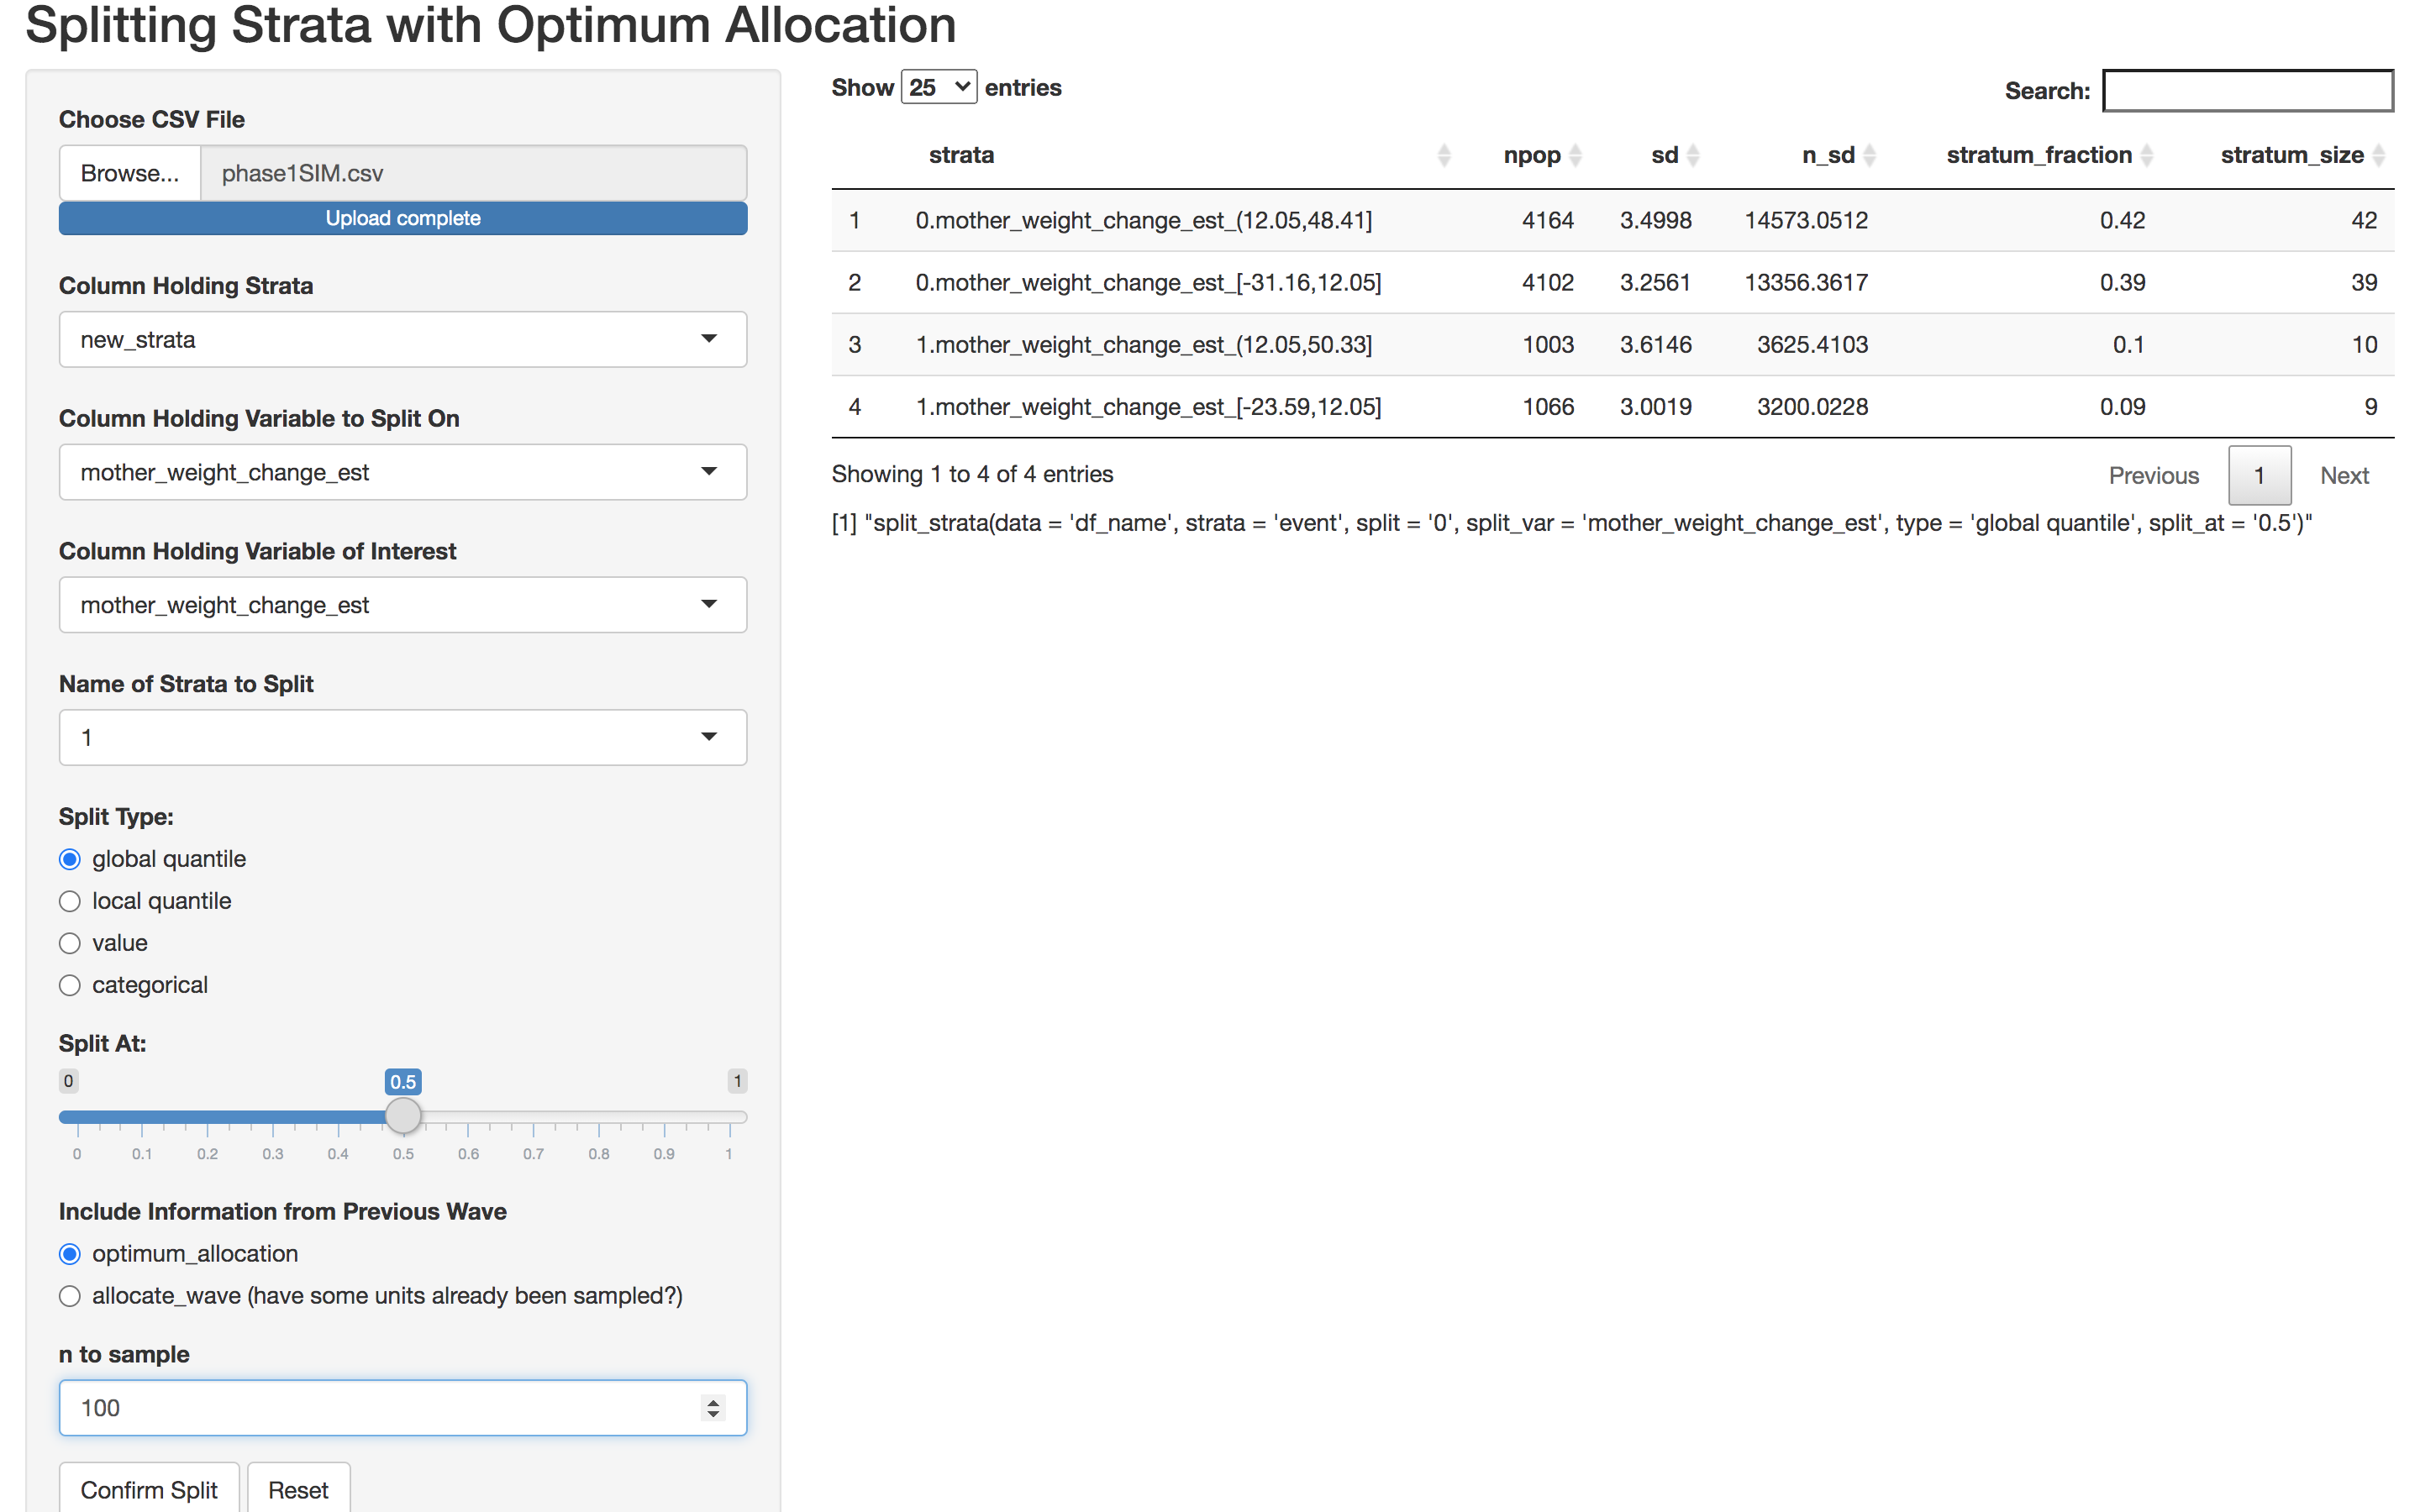 Splitting Strata with Optimum Allocation
Choose CSV File
Browse... phase1SIM.csv
Upload complete
Column Holding Strata
new_strata
Column Holding Variable to Split On
mother_weight_change_est
Column Holding Variable of Interest
mother_weight_change_est
Name of Strata to Split
1
Split Type:
global quantile
local quantile
value
categorical
Split At:
0 0.5 1
0 0.1 0.2 0.3 0.4 0.5 0.6 0.7 0.8 0.9 1
Include Information from Previous Wave
optimum_allocation
allocate_wave (have some units already been sampled?)
n to sample
100
Confirm Split Reset
Show 25 entries Search:
strata npop sd n_sd stratum_fraction stratum_size
1 0.mother_weight_change_est_(12.05,48.41] 4164 3.4998 14573.0512 0.42 42
2 0.mother_weight_change_est_[-31.16,12.05] 4102 3.2561 13356.3617 0.39 39
3 1.mother_weight_change_est_(12.05,50.33] 1003 3.6146 3625.4103 0.1 10
4 1.mother_weight_change_est_[-23.59,12.05] 1066 3.0019 3200.0228 0.09 9
Showing 1 to 4 of 4 entries Previous 1 Next
[1] "split_strata(data = 'df_name', strata = 'event', split = '0', split_var = 'mother_weight_change_est', type = 'global quantile', split_at = '0.5')"